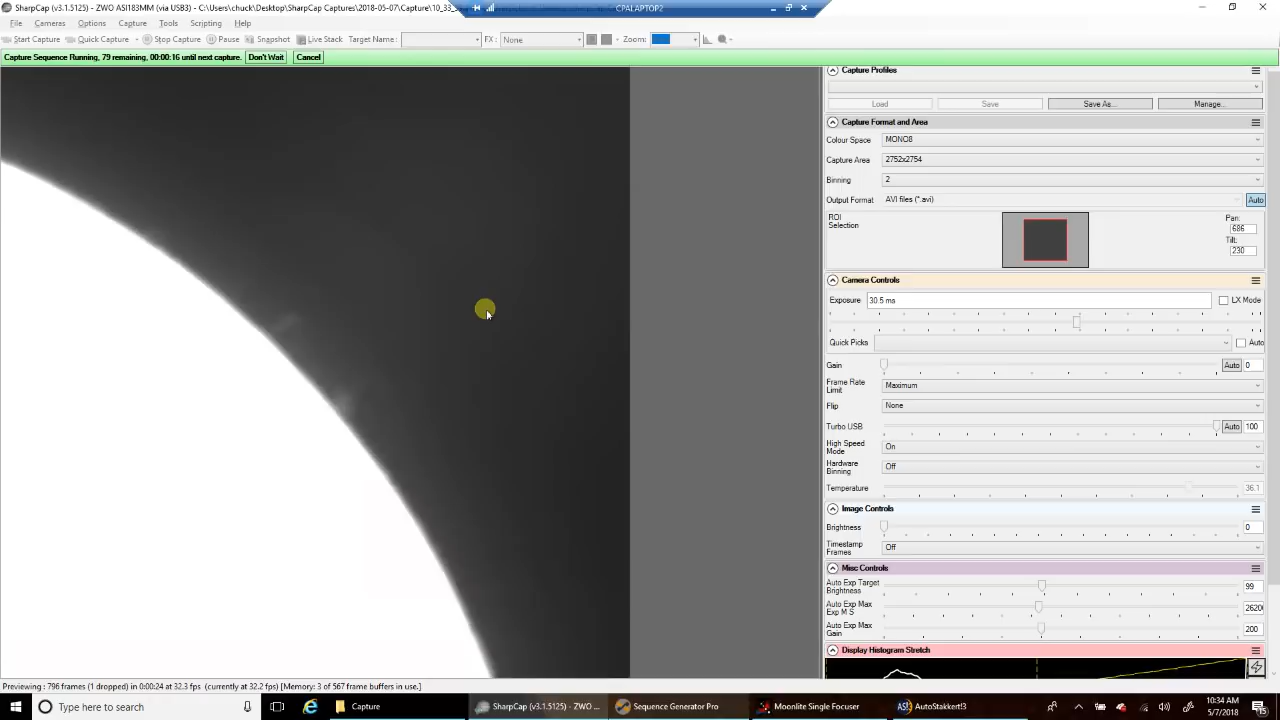 SharpCap (v3.1.5125) - ZWO ASI183MM (via USB3) - C:\Users\chuck\Desktop\SharpCap Captures\2018-05-07\Capture\10_33_
CPALAPTOP2
File Cameras Options Capture Tools Scripting Help
Start Capture Quick Capture Stop Capture Pause Snapshot Live Stack Target Name: FX : None Zoom:
Capture Sequence Running, 79 remaining, 00:00:16 until next capture. Don't Wait Cancel
Capture Profiles
Load Save Save As... Manage...
Capture Format and Area
Colour Space MONO8
Capture Area 2752x2754
Binning 2
Output Format AVI files (*.avi) Auto
ROI Selection
Pan: 686
Tilt: 230
Camera Controls
Exposure 30.5 ms LX Mode
Quick Picks Auto
Gain Auto 0
Frame Rate Limit Maximum
Flip None
Turbo USB Auto 100
High Speed Mode On
Hardware Binning Off
Temperature 36.1
Image Controls
Brightness 0
Timestamp Frames Off
Misc Controls
Auto Exp Target Brightness 99
Auto Exp Max Exp M S 2620
Auto Exp Max Gain 200
Display Histogram Stretch
Previewing : 796 frames (1 dropped) in 0:00:24 at 32.3 fps (currently at 32.2 fps) [Memory: 3 of 567 frame buffers in use.]
Type here to search Capture SharpCap (v3.1.5125) - ZWO ... Sequence Generator Pro Moonlite Single Focuser AutoStakkert!3
10:34 AM
5/7/2018